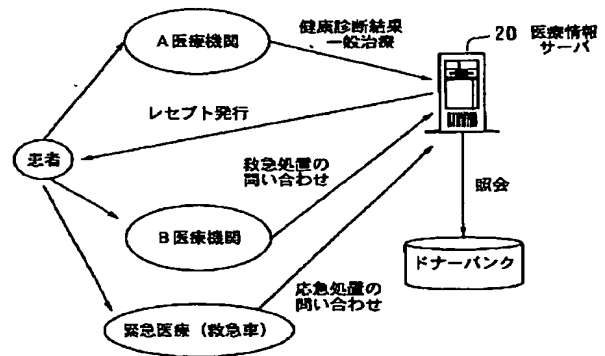 A医療機関
健康診断結果
一般治療
20 医療情報
サーバ
レセプト発行
患者
救急処置の
問い合わせ
照会
B医療機関
ドナーバンク
応急処置の
問い合わせ
緊急医療（救急車）